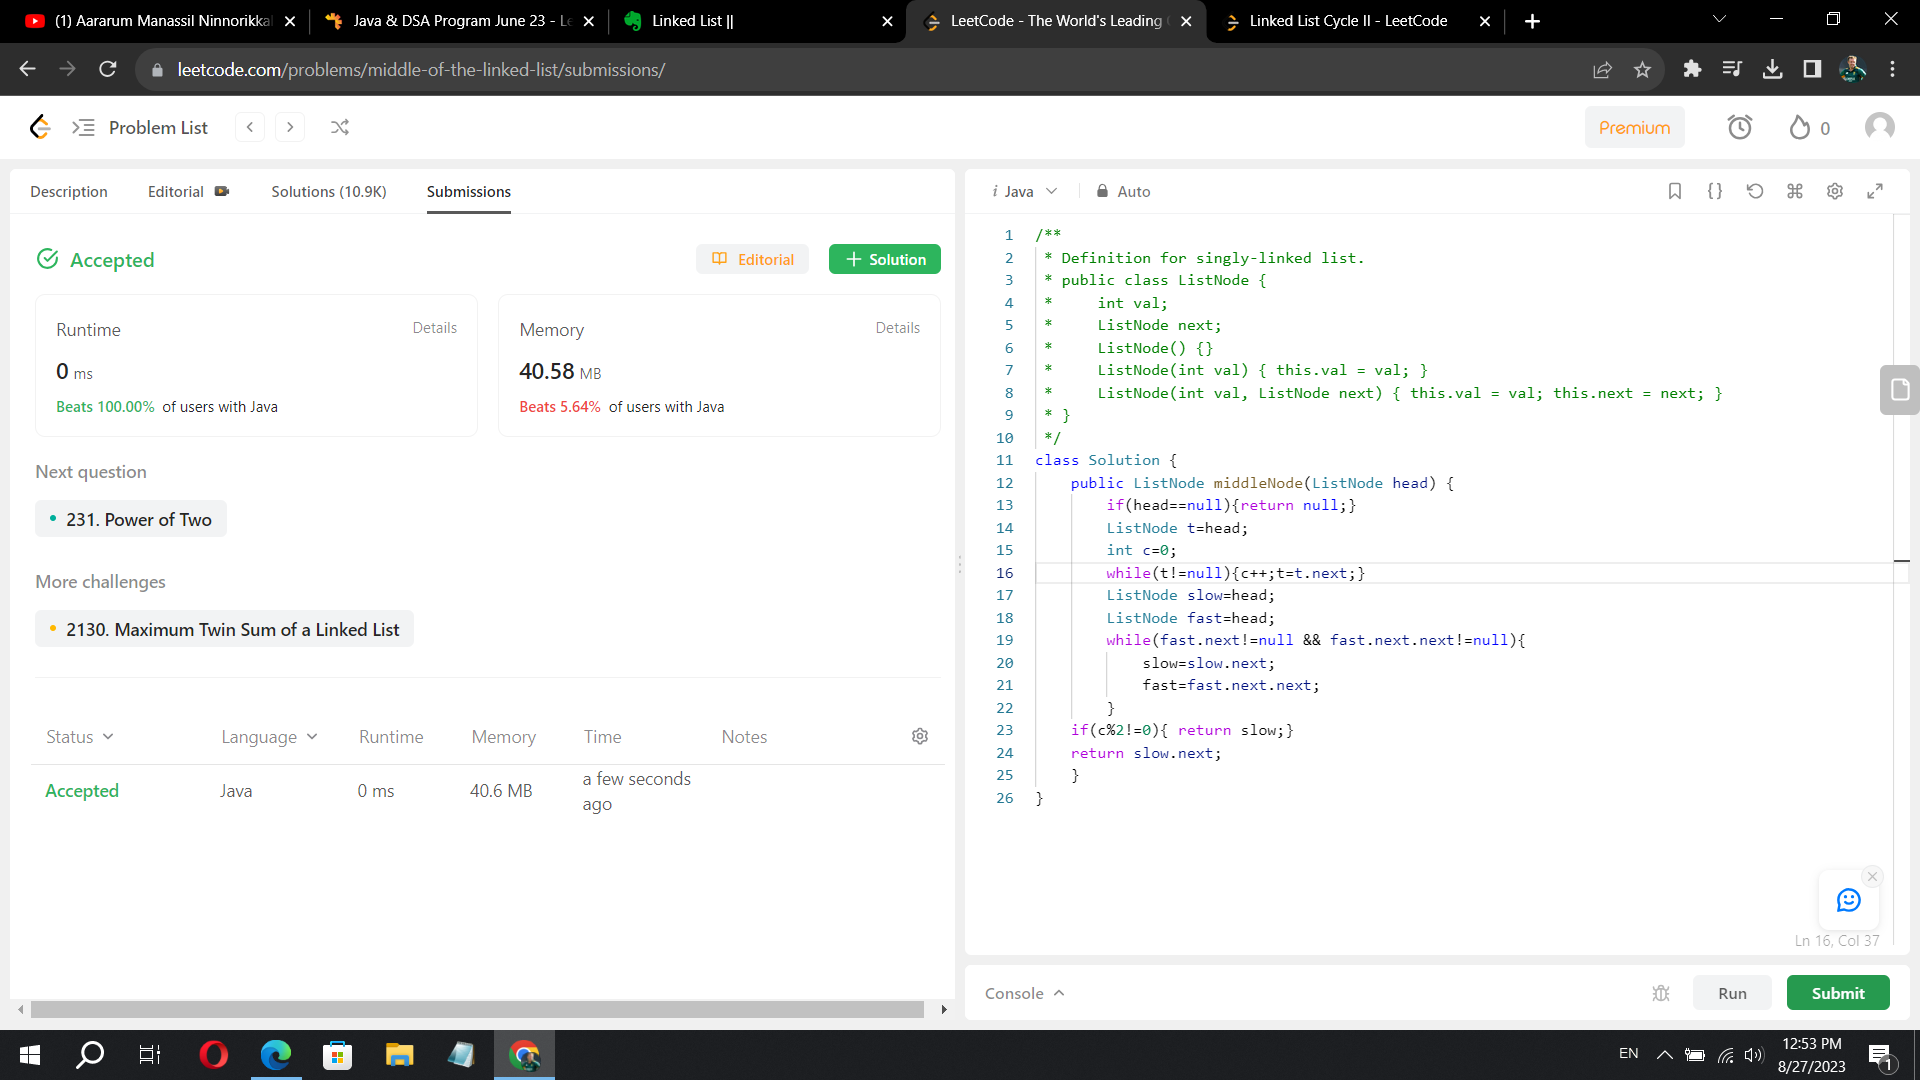 (1) Aararum Manassil Ninnorikkal
Java & DSA Program June 23 - Le
Linked List ||
LeetCode - The World's Leading
Linked List Cycle II - LeetCode
leetcode.com/problems/middle-of-the-linked-list/submissions/
Problem List
Premium
0
Description
Editorial
Solutions (10.9K)
Submissions
Accepted
Editorial
+ Solution
Runtime
Details
0 ms
Beats 100.00% of users with Java
Memory
Details
40.58 MB
Beats 5.64% of users with Java
Next question
231. Power of Two
More challenges
2130. Maximum Twin Sum of a Linked List
Status Language Runtime Memory Time Notes
Accepted Java 0 ms 40.6 MB a few seconds
ago
i Java
Auto
1 /**
2 * Definition for singly-linked list.
3 * public class ListNode {
4 *     int val;
5 *     ListNode next;
6 *     ListNode() {}
7 *     ListNode(int val) { this.val = val; }
8 *     ListNode(int val, ListNode next) { this.val = val; this.next = next; }
9 * }
10 */
11 class Solution {
12     public ListNode middleNode(ListNode head) {
13         if(head==null){return null;}
14         ListNode t=head;
15         int c=0;
16         while(t!=null){c++;t=t.next;}
17         ListNode slow=head;
18         ListNode fast=head;
19         while(fast.next!=null && fast.next.next!=null){
20             slow=slow.next;
21             fast=fast.next.next;
22         }
23     if(c%2!=0){ return slow;}
24     return slow.next;
25     }
26 }
Ln 16, Col 37
Console
Run
Submit
EN
12:53 PM
8/27/2023
1